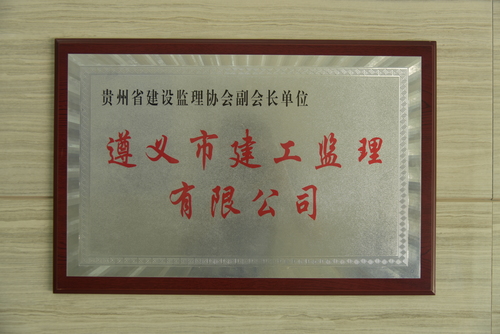 贵州省建设监理协会副会长单位
遵义市建工监理
有限公司